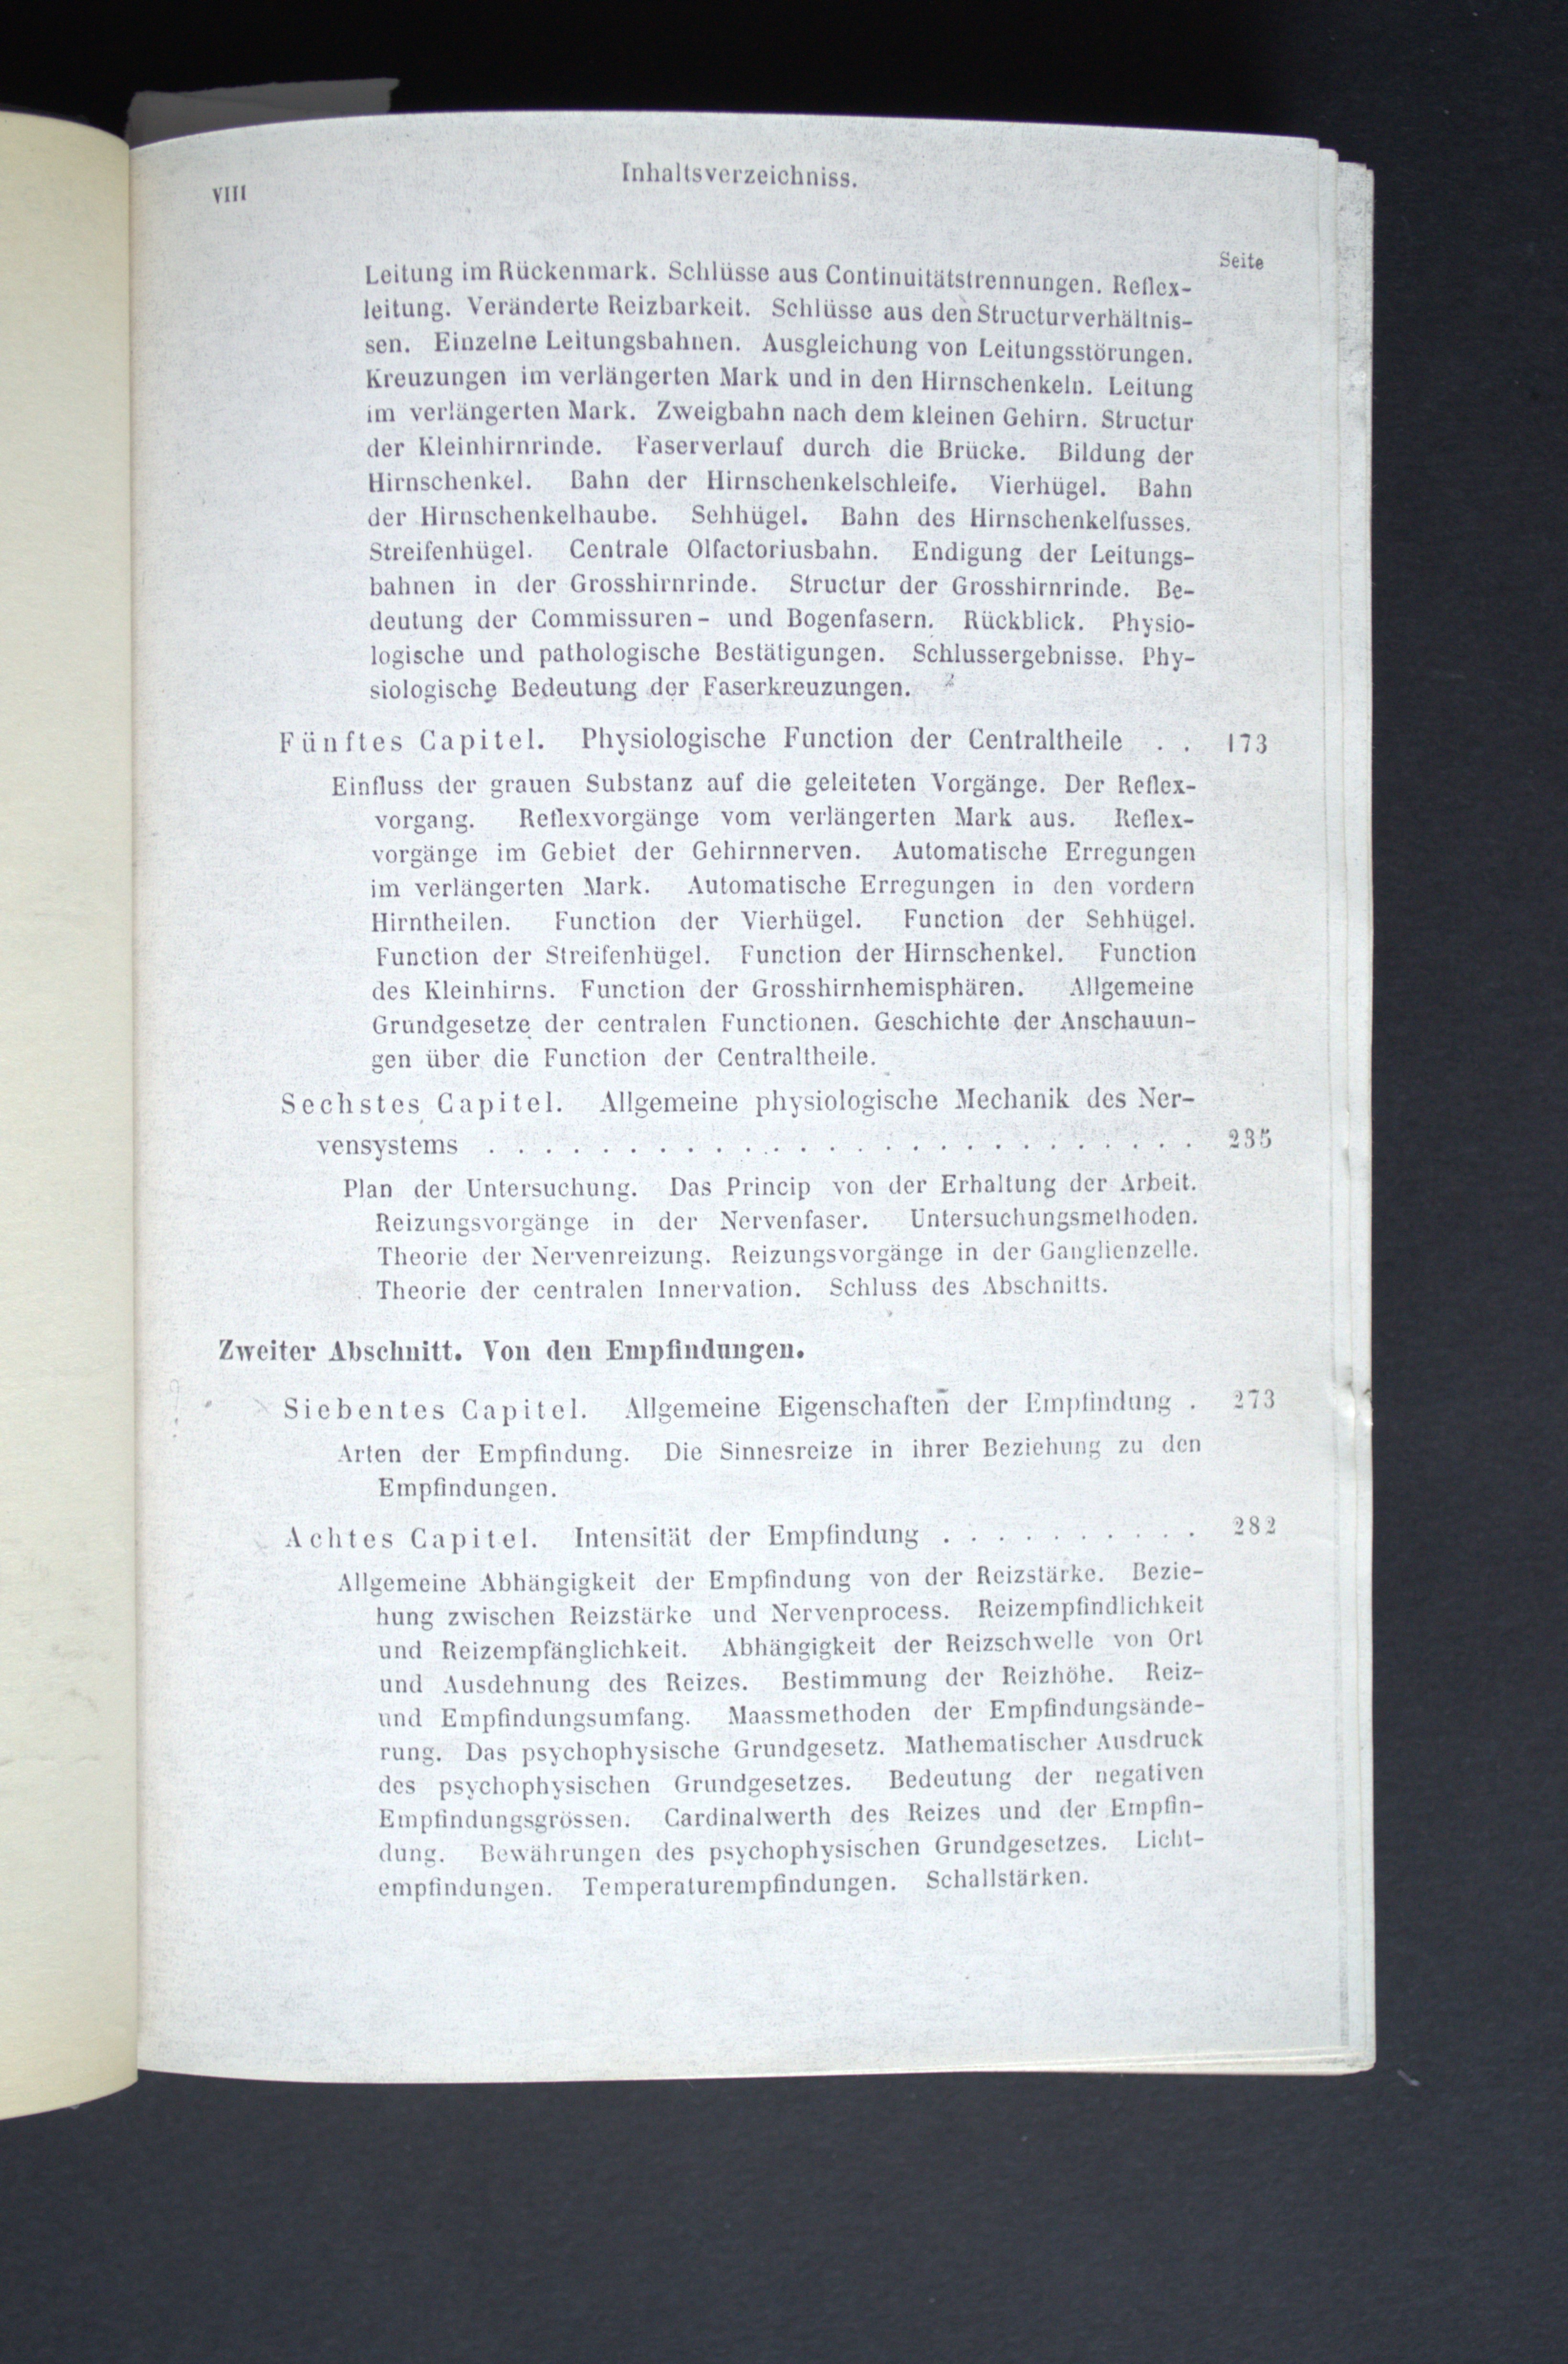 VIII
Inhaltsverzeichniss.
Seite
Leitung im Rückenmark. Schlüsse aus Continuitätstrennungen. Reflex-
leitung. Veränderte Reizbarkeit. Schlüsse aus den Structurverhältnis-
sen. Einzelne Leitungsbahnen. Ausgleichung von Leitungsstörungen.
Kreuzungen im verlängerten Mark und in den Hirnschenkeln. Leitung
im verlängerten Mark. Zweigbahn nach dem kleinen Gehirn. Structur
der Kleinhirnrinde. Faserverlauf durch die Brücke. Bildung der
Hirnschenkel. Bahn der Hirnschenkelschleife. Vierhügel. Bahn
der Hirnschenkelhaube. Sehhügel. Bahn des Hirnschenkelfusses.
Streifenhügel. Centrale Olfactoriusbahn. Endigung der Leitungs-
bahnen in der Grosshirnrinde. Structur der Grosshirnrinde. Be-
deutung der Commissuren- und Bogenfasern. Rückblick. Physio-
logische und pathologische Bestätigungen. Schlussergebnisse. Phy-
siologische Bedeutung der Faserkreuzungen.
Fünftes Capitel. Physiologische Function der Centraltheile . . 173
Einfluss der grauen Substanz auf die geleiteten Vorgänge. Der Reflex-
vorgang. Reflexvorgänge vom verlängerten Mark aus. Reflex-
vorgänge im Gebiet der Gehirnnerven. Automatische Erregungen
im verlängerten Mark. Automatische Erregungen in den vordern
Hirntheilen. Function der Vierhügel. Function der Sehhügel.
Function der Streifenhügel. Function der Hirnschenkel. Function
des Kleinhirns. Function der Grosshirnhemisphären. Allgemeine
Grundgesetze der centralen Functionen. Geschichte der Anschauun-
gen über die Function der Centraltheile.
Sechstes Capitel. Allgemeine physiologische Mechanik des Ner-
vensystems . . . . . . . . . . . . . . . . . . . . . . . . . . 235
Plan der Untersuchung. Das Princip von der Erhaltung der Arbeit.
Reizungsvorgänge in der Nervenfaser. Untersuchungsmethoden.
Theorie der Nervenreizung. Reizungsvorgänge in der Ganglienzelle.
Theorie der centralen Innervation. Schluss des Abschnitts.
Zweiter Abschnitt. Von den Empfindungen.
Siebentes Capitel. Allgemeine Eigenschaften der Empfindung . 273
Arten der Empfindung. Die Sinnesreize in ihrer Beziehung zu den
Empfindungen.
Achtes Capitel. Intensität der Empfindung . . . . . . . . . . 282
Allgemeine Abhängigkeit der Empfindung von der Reizstärke. Bezie-
hung zwischen Reizstärke und Nervenprocess. Reizempfindlichkeit
und Reizempfänglichkeit. Abhängigkeit der Reizschwelle von Ort
und Ausdehnung des Reizes. Bestimmung der Reizhöhe. Reiz-
und Empfindungsumfang. Maassmethoden der Empfindungsände-
rung. Das psychophysische Grundgesetz. Mathematischer Ausdruck
des psychophysischen Grundgesetzes. Bedeutung der negativen
Empfindungsgrössen. Cardinalwerth des Reizes und der Empfin-
dung. Bewährungen des psychophysischen Grundgesetzes. Licht-
empfindungen. Temperaturempfindungen. Schallstärken.